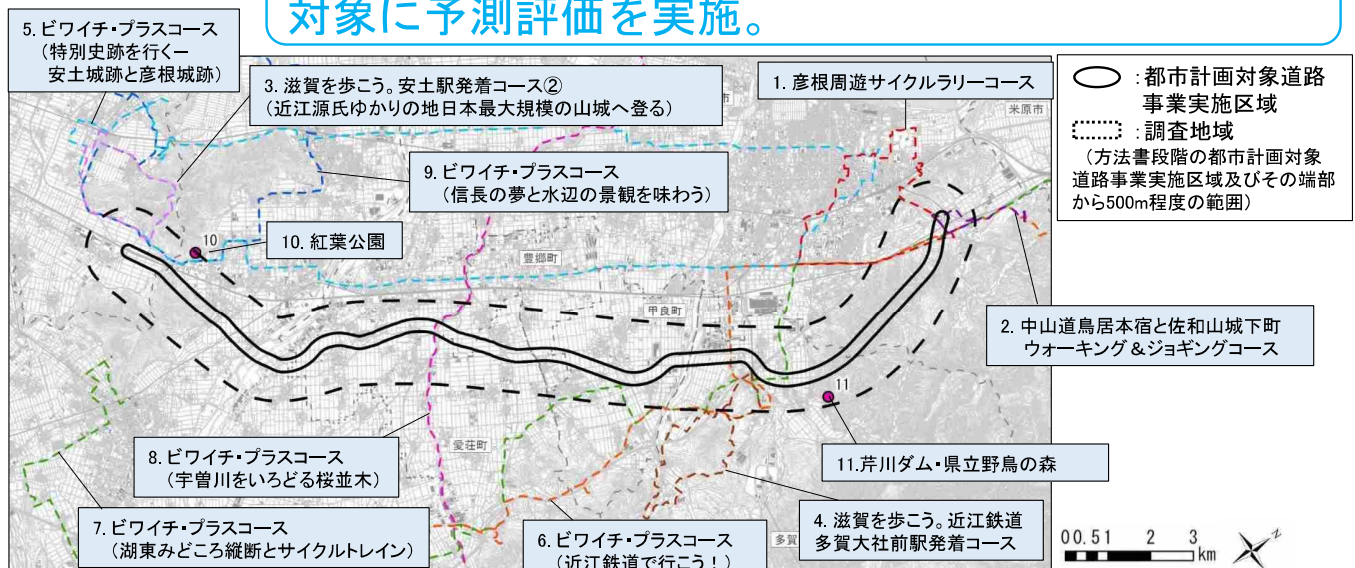 対象に予測評価を実施。
5. ビワイチ・プラスコース
(特別史跡を行くー
安土城跡と彦根城跡)
3. 滋賀を歩こう。安土駅発着コース②
(近江源氏ゆかりの地日本最大規模の山城へ登る)
1. 彦根周遊サイクルラリーコース
:都市計画対象道路
事業実施区域
:調査地域
(方法書段階の都市計画対象
道路事業実施区域及びその端部
から500m程度の範囲)
米原市
市
9. ビワイチ・プラスコース
(信長の夢と水辺の景観を味わう)
10
10. 紅葉公園
豊郷町
甲良町
2. 中山道鳥居本宿と佐和山城下町
ウォーキング&ジョギングコース
11
愛荘町
8. ビワイチ・プラスコース
(宇曽川をいろどる桜並木)
11.芹川ダム・県立野鳥の森
7. ビワイチ・プラスコース
(湖東みどころ縦断とサイクルトレイン)
6. ビワイチ・プラスコース
(近江鉄道で行こう!)
多賀
4. 滋賀を歩こう。近江鉄道
多賀大社前駅発着コース
0 0.5 1 2 3
km
Z